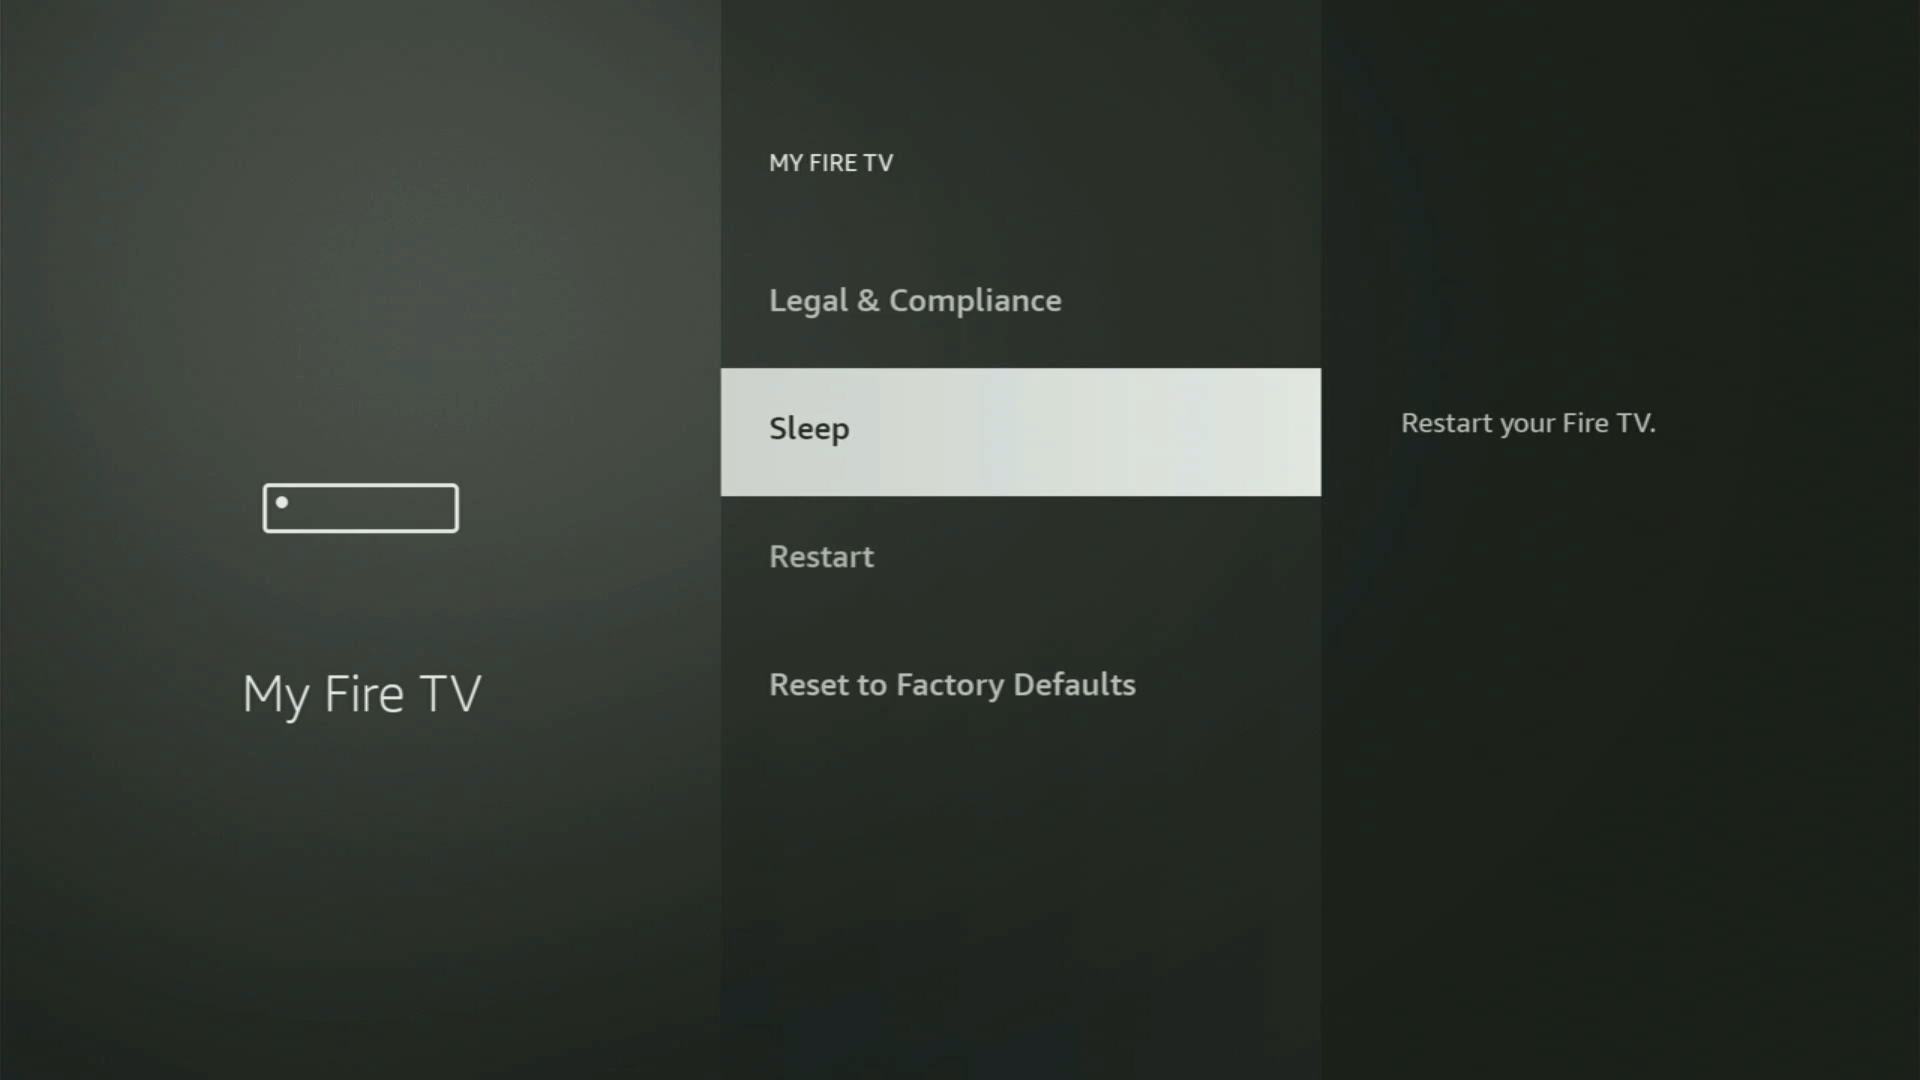 MY FIRE TV
Legal & Compliance
Sleep
Restart your Fire TV.
Restart
Reset to Factory Defaults
My Fire TV